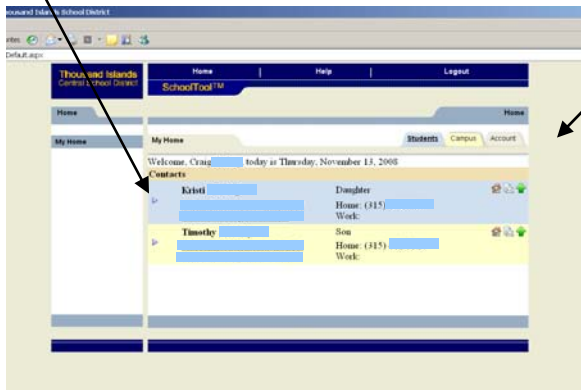 ousand Islands School District
Default.aspx
Thousand Islands
Central School District
Home | Help | Logout
SchoolTool™
Home
Home
My Home
My Home
Students Campus Account
Welcome, Craig today is Thursday, November 13, 2008
Contacts
Kristi Daughter
Home: (315)
Work:
Timothy Son
Home: (315)
Work: